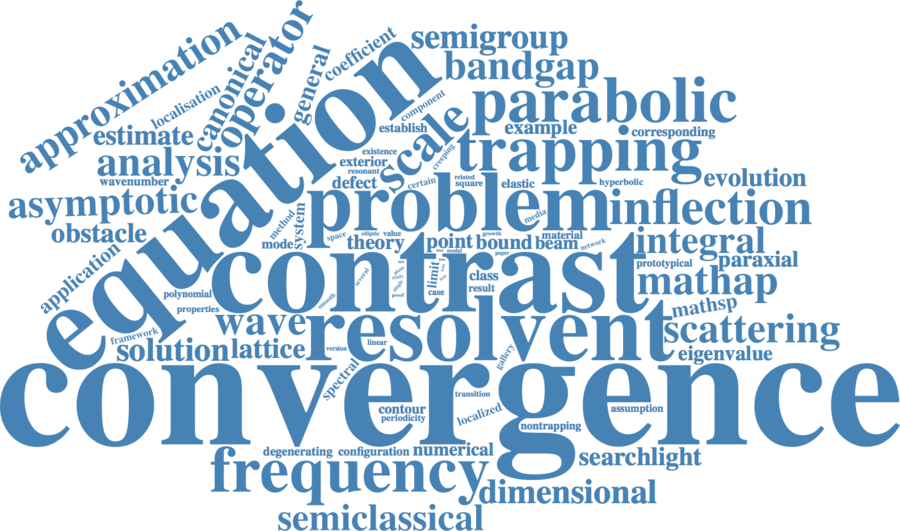 approximation
localisation
canonical
operator
general
coefficient
semigroup
bandgap
estimate
equation
component
establish
parabolic
example
corresponding
analysis
wavenumber
existence
exterior
resonant
scale
creeping
trapping
defect
certain
related
square
elastic
hyperbolic
evolution
asymptotic
problem
inflection
obstacle
method
system
media
mode
space
elliptic
value
growth
material
theory
point
bound
beam
network
integral
modal
paper
application
contrast
limit
several
study
single
proof
case
class
result
prototypical
paraxial
mathap
polynomial
properties
smooth
mathsp
wave
resolvent
scattering
framework
solution
lattice
version
linear
gallery
eigenvalue
convergence
spectral
transition
contour
periodicity
localized
assumption
nontrapping
degenerating
configuration
numerical
searchlight
frequency
dimensional
semiclassical